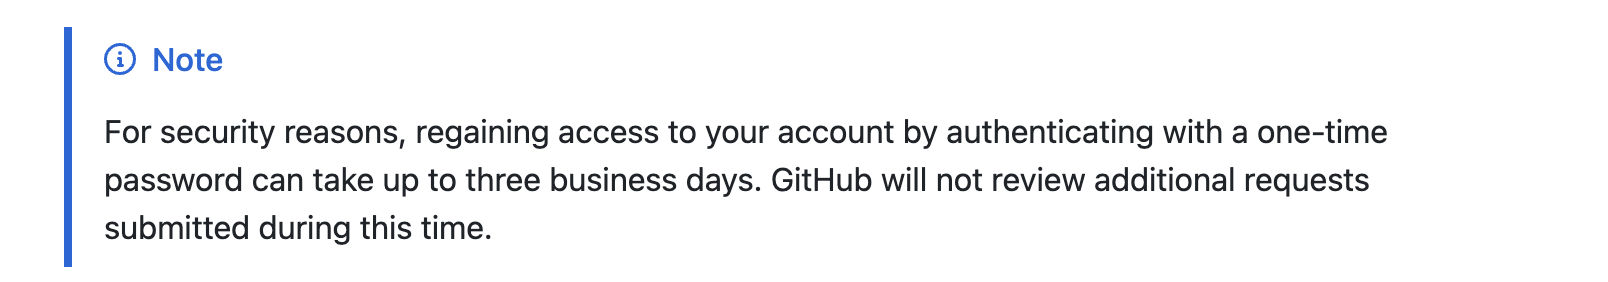 Note
For security reasons, regaining access to your account by authenticating with a one-time
password can take up to three business days. GitHub will not review additional requests
submitted during this time.